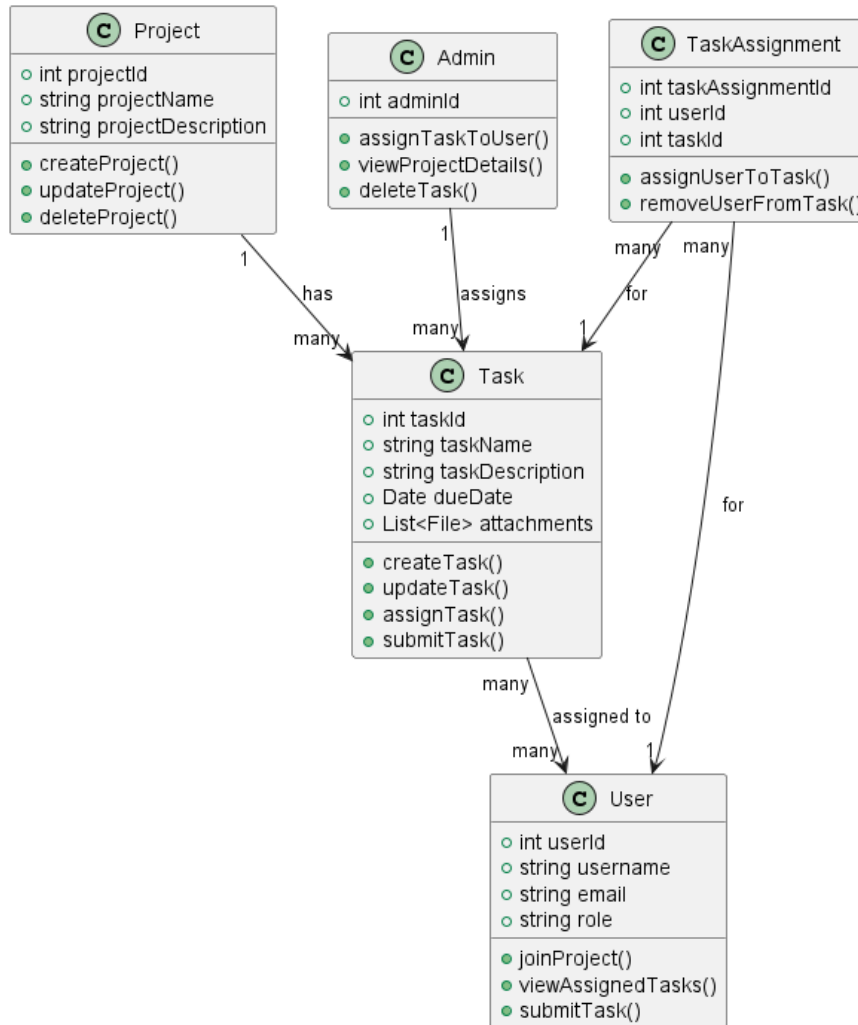 C Project
int projectId
string projectName
string projectDescription
createProject()
updateProject()
deleteProject()
C Admin
int adminId
assignTaskToUser()
viewProjectDetails()
deleteTask()
C TaskAssignment
int taskAssignmentId
int userId
int taskId
assignUserToTask()
removeUserFromTask()
1
has
many
1
assigns
many
many
for
1
many
for
1
C Task
int taskId
string taskName
string taskDescription
Date dueDate
List<File> attachments
createTask()
updateTask()
assignTask()
submitTask()
many
assigned to
many
C User
int userId
string username
string email
string role
joinProject()
viewAssignedTasks()
submitTask()